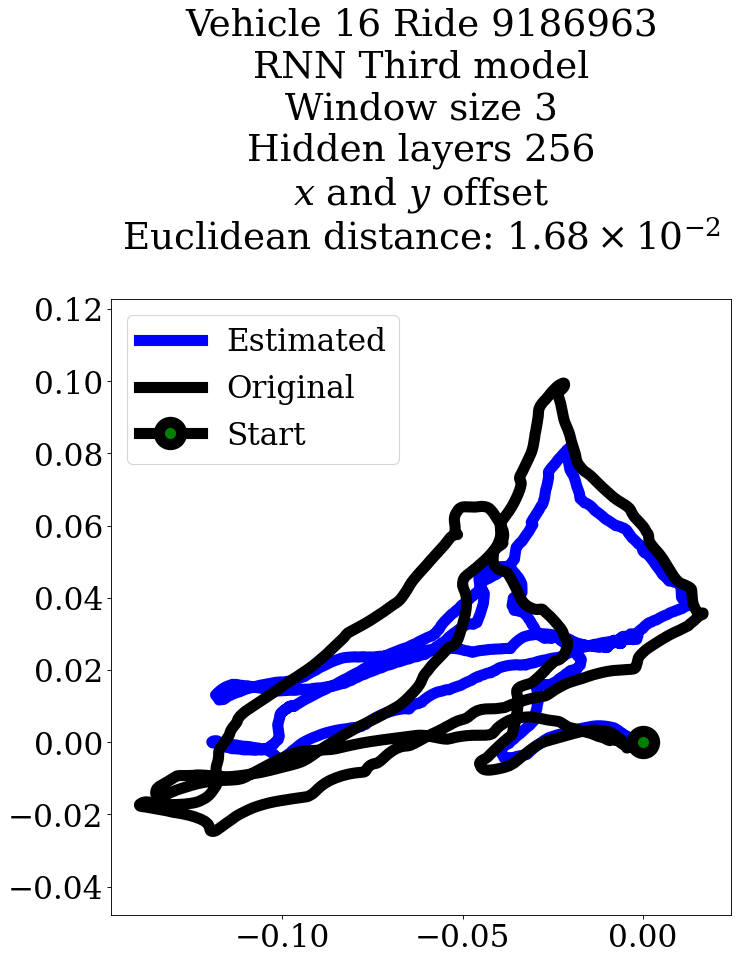 Vehicle 16 Ride 9186963
RNN Third model
Window size 3
Hidden layers 256
x and y offset
Euclidean distance: 1.68 × 10⁻²
Estimated
Original
Start
0.12
0.10
0.08
0.06
0.04
0.02
0.00
−0.02
−0.04
−0.10 −0.05 0.00